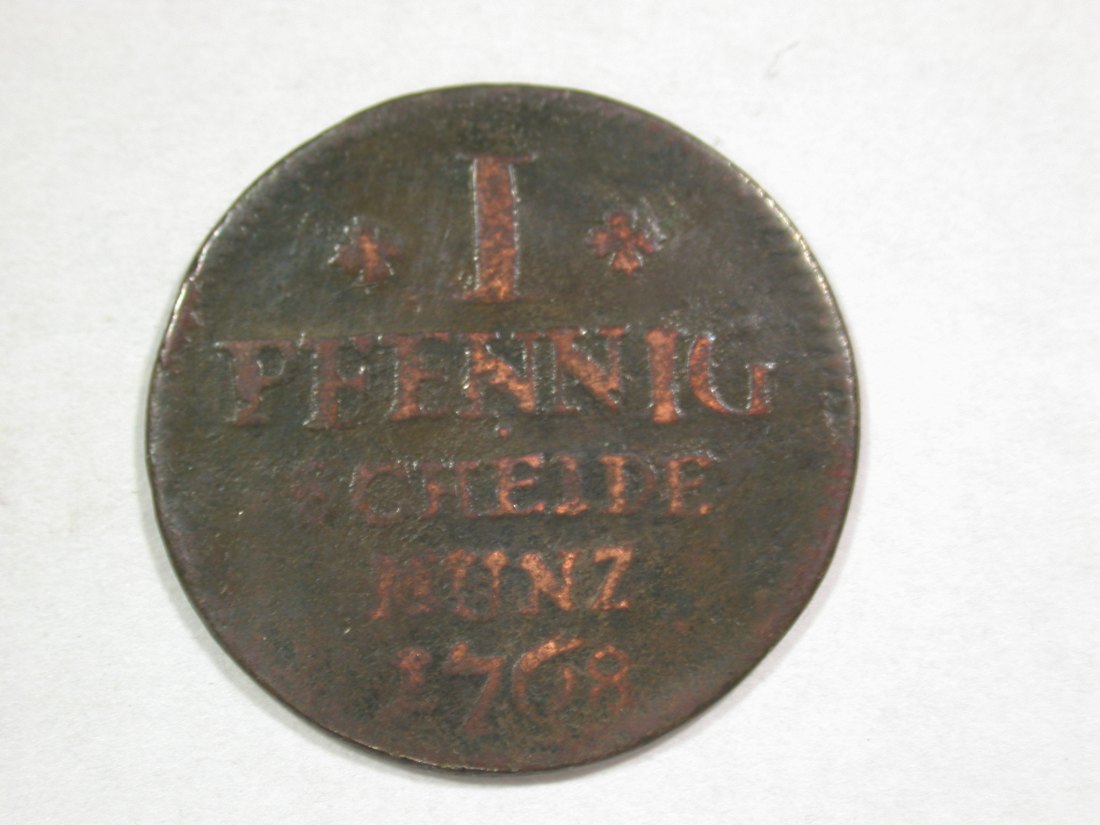 I
PFENNIG
SCHEIDE
MUNZ
1768